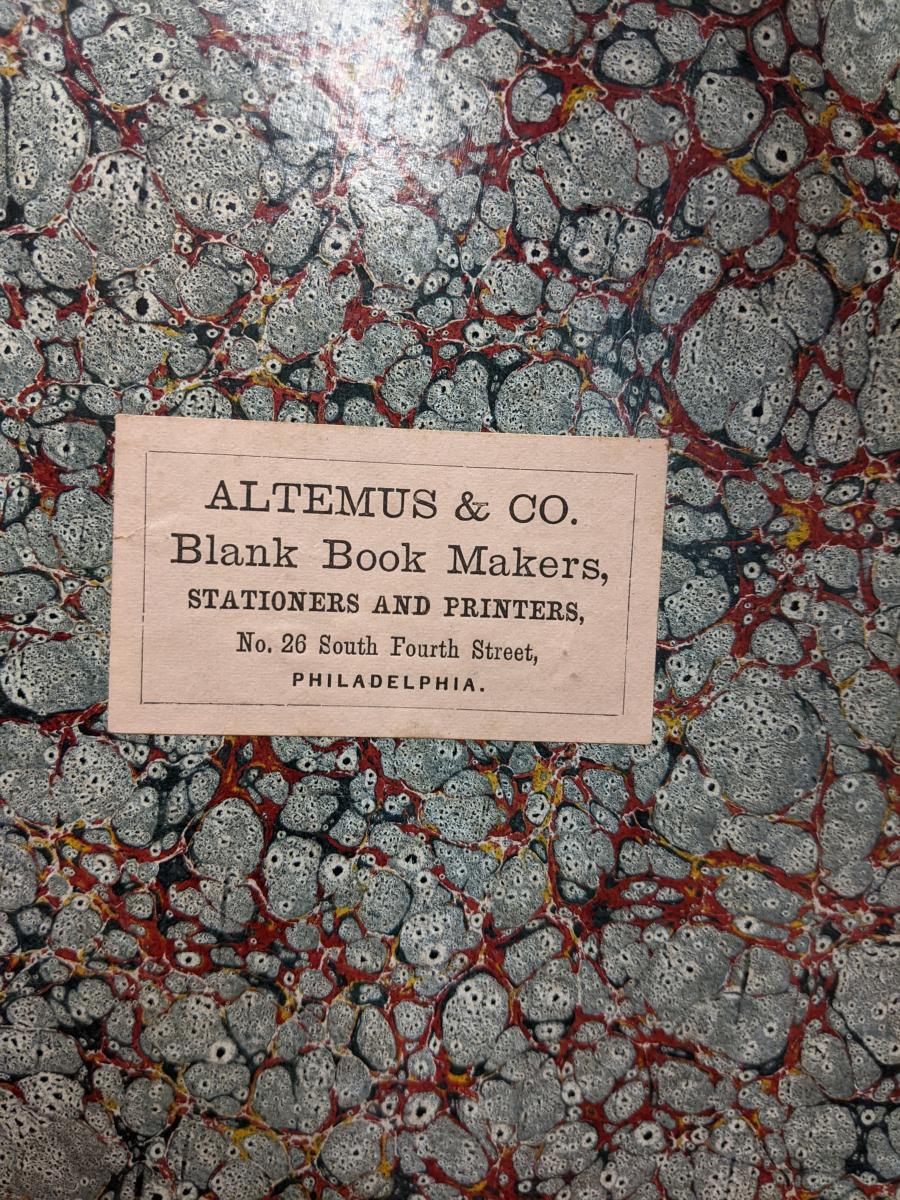 ALTEMUS & CO.
Blank Book Makers,
STATIONERS AND PRINTERS,
No. 26 South Fourth Street,
PHILADELPHIA.